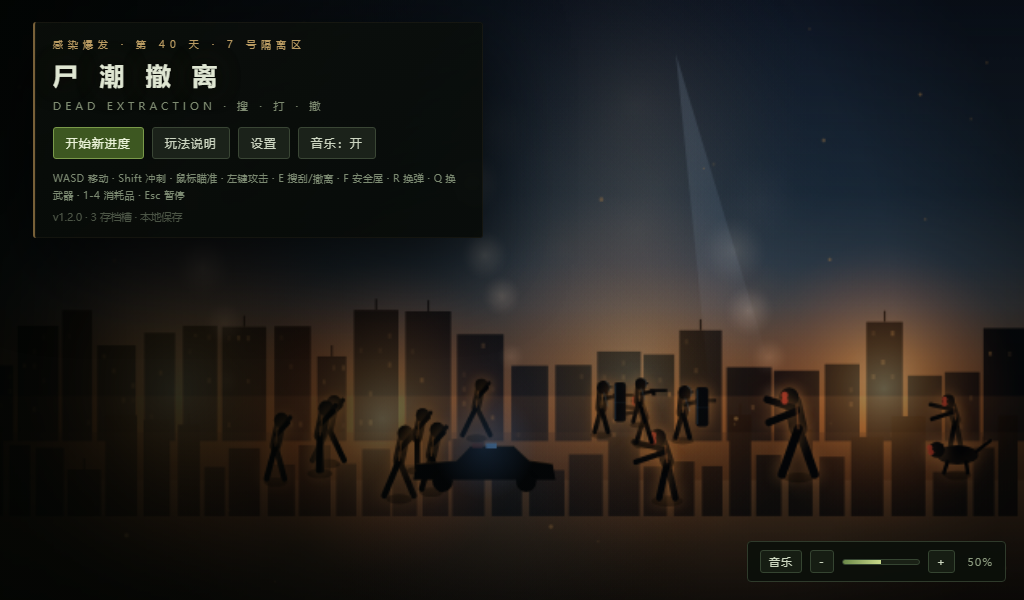 感染爆发 · 第 40 天 · 7 号隔离区
尸潮撤离
DEAD EXTRACTION · 搜 · 打 · 撤
开始新进度 玩法说明 设置 音乐：开
WASD 移动 · Shift 冲刺 · 鼠标瞄准 · 左键攻击 · E 搜刮/撤离 · F 安全屋 · R 换弹 · Q 换
武器 · 1-4 消耗品 · Esc 暂停
v1.2.0 · 3 存档槽 · 本地保存
音乐 - + 50%